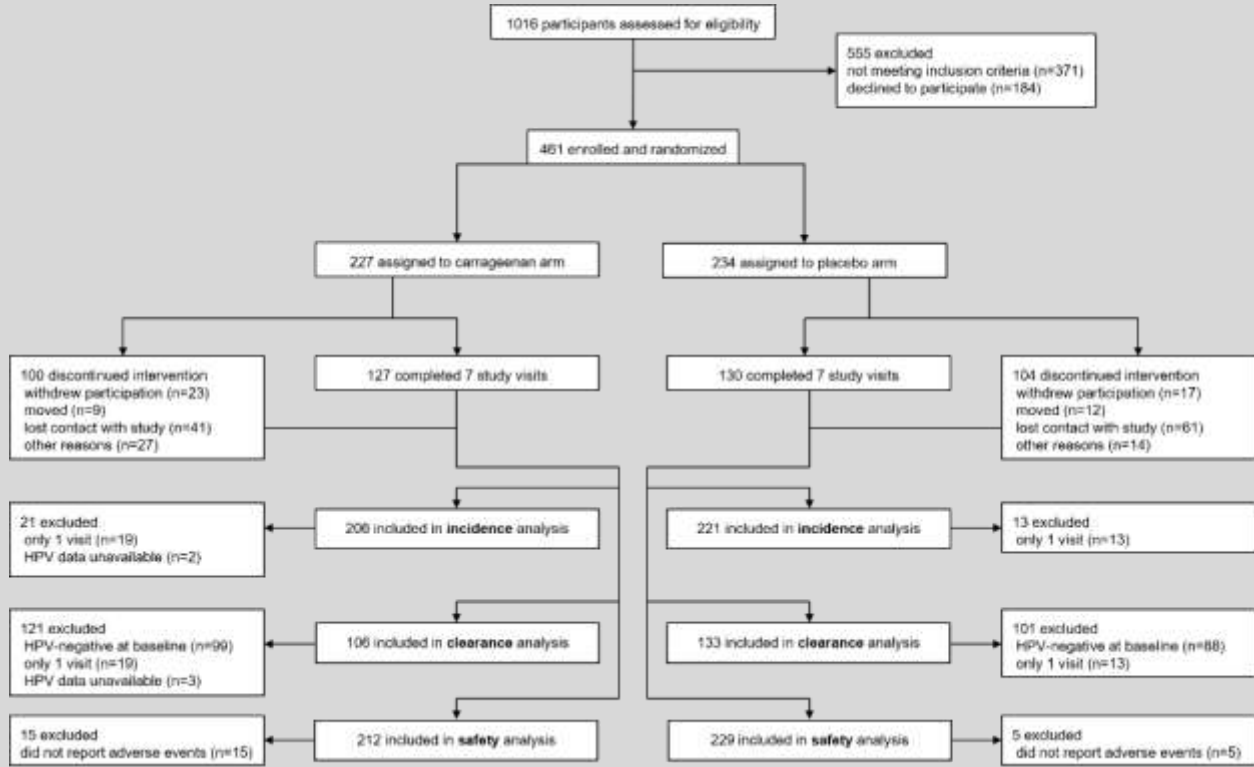 1016 participants assessed for eligibility
555 excluded
not meeting inclusion criteria (n=371)
declined to participate (n=184)
461 enrolled and randomized
227 assigned to carrageenan arm
234 assigned to placebo arm
100 discontinued intervention
withdrew participation (n=23)
moved (n=9)
lost contact with study (n=41)
other reasons (n=27)
127 completed 7 study visits
130 completed 7 study visits
104 discontinued intervention
withdrew participation (n=17)
moved (n=12)
lost contact with study (n=61)
other reasons (n=14)
21 excluded
only 1 visit (n=19)
HPV data unavailable (n=2)
206 included in incidence analysis
221 included in incidence analysis
13 excluded
only 1 visit (n=13)
121 excluded
HPV-negative at baseline (n=99)
only 1 visit (n=19)
HPV data unavailable (n=3)
106 included in clearance analysis
133 included in clearance analysis
101 excluded
HPV-negative at baseline (n=88)
only 1 visit (n=13)
15 excluded
did not report adverse events (n=15)
212 included in safety analysis
229 included in safety analysis
5 excluded
did not report adverse events (n=5)